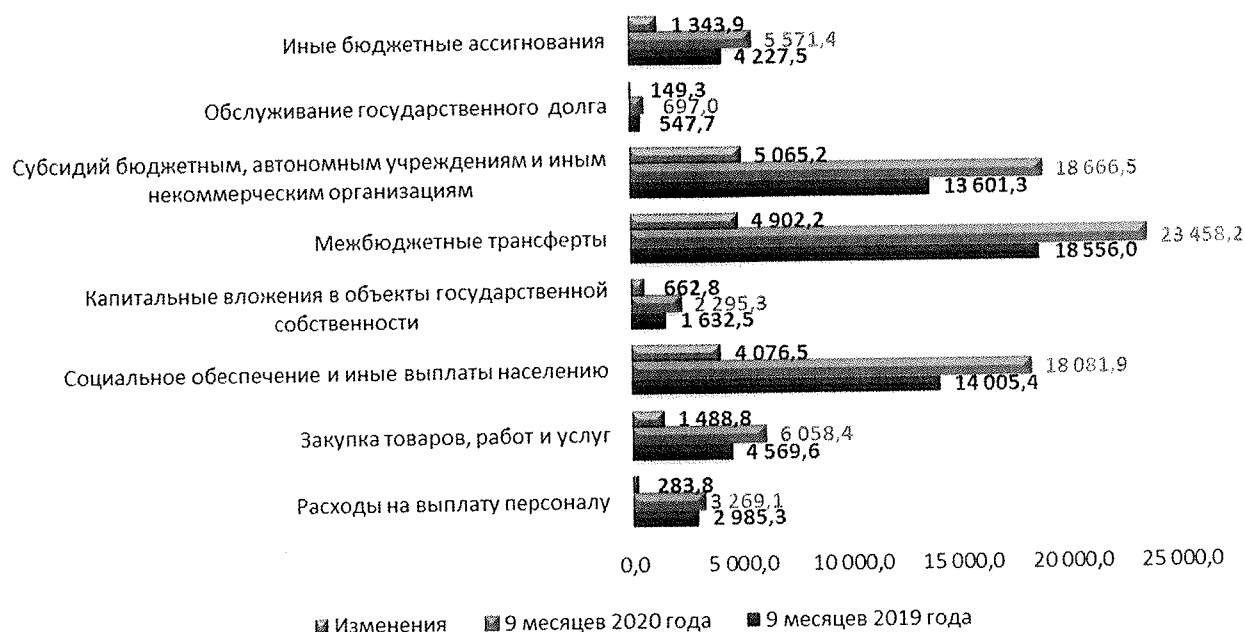 Иные бюджетные ассигнования
1 343,9
5 571,4
4 227,5
Обслуживание государственного долга
149,3
697,0
547,7
Субсидий бюджетным, автономным учреждениям и иным
некоммерческим организациям
5 065,2
18 666,5
13 601,3
Межбюджетные трансферты
4 902,2
23 458,2
18 556,0
Капитальные вложения в объекты государственной
собственности
662,8
2 295,3
1 632,5
Социальное обеспечение и иные выплаты населению
4 076,5
18 081,9
14 005,4
Закупка товаров, работ и услуг
1 488,8
6 058,4
4 569,6
Расходы на выплату персоналу
283,8
3 269,1
2 985,3
0,0 5 000,0 10 000,0 15 000,0 20 000,0 25 000,0
Изменения 9 месяцев 2020 года 9 месяцев 2019 года